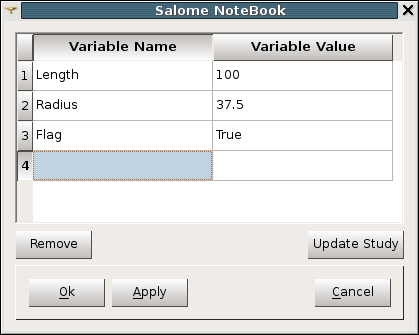 Salome NoteBook
Variable Name Variable Value
1 Length 100
2 Radius 37.5
3 Flag True
4
Remove Update Study
Ok Apply Cancel